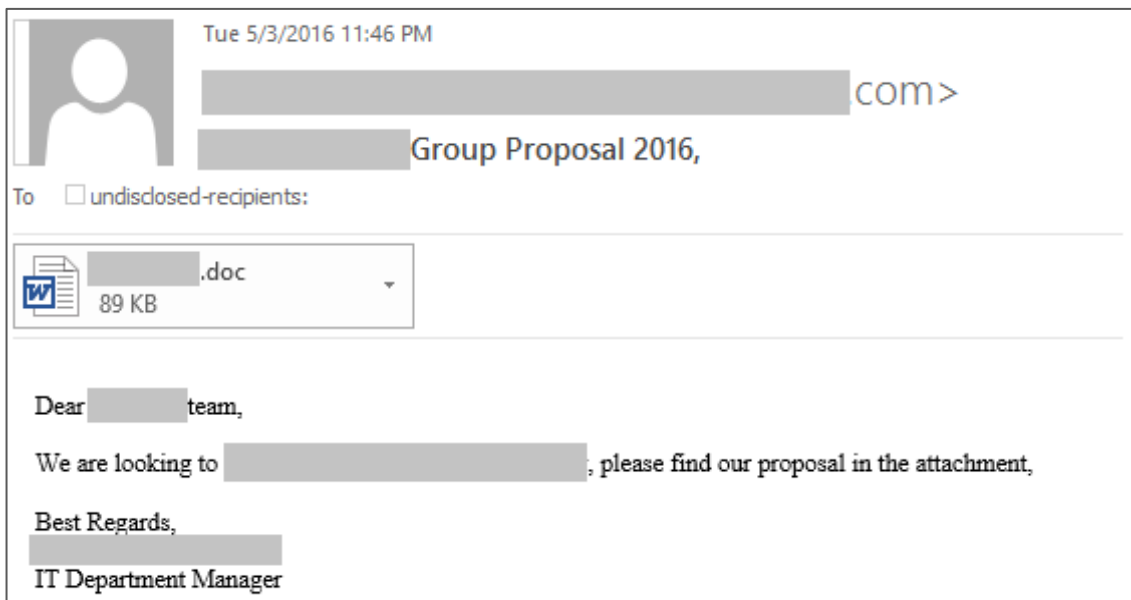 Tue 5/3/2016 11:46 PM
.com>
Group Proposal 2016,
To undisclosed-recipients:
.doc
89 KB
Dear team,
We are looking to , please find our proposal in the attachment,
Best Regards,
IT Department Manager